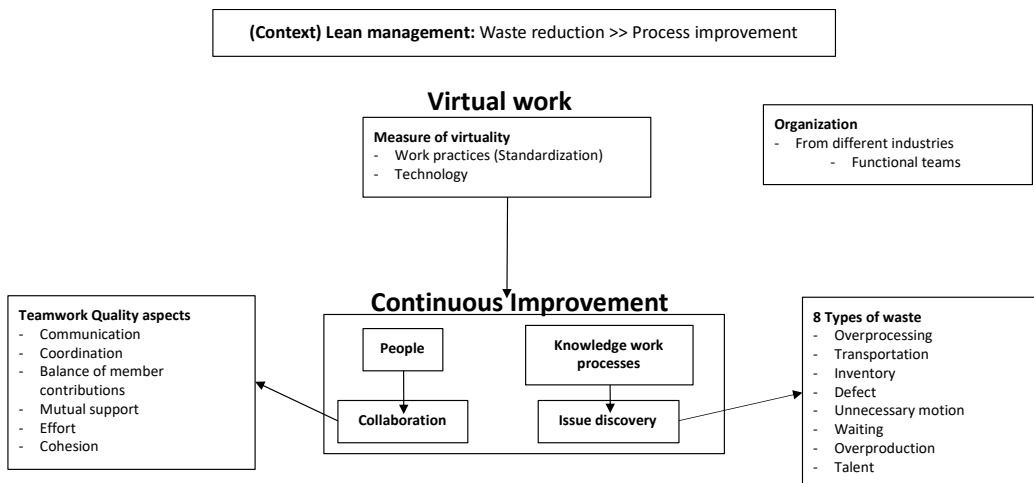 (Context) Lean management: Waste reduction >> Process improvement
Virtual work
Measure of virtuality
- Work practices (Standardization)
- Technology
Organization
- From different industries
- Functional teams
Continuous Improvement
Teamwork Quality aspects
- Communication
- Coordination
- Balance of member
contributions
- Mutual support
- Effort
- Cohesion
People
Collaboration
Knowledge work
processes
Issue discovery
8 Types of waste
- Overprocessing
- Transportation
- Inventory
- Defect
- Unnecessary motion
- Waiting
- Overproduction
- Talent